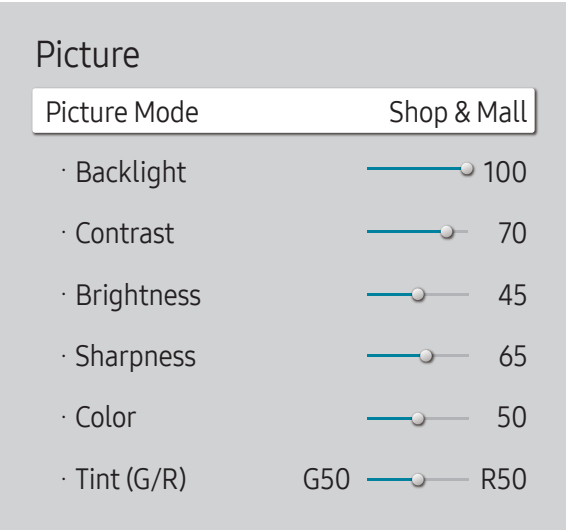 Picture
Picture Mode Shop & Mall
· Backlight 100
· Contrast 70
· Brightness 45
· Sharpness 65
· Color 50
· Tint (G/R) G50 R50